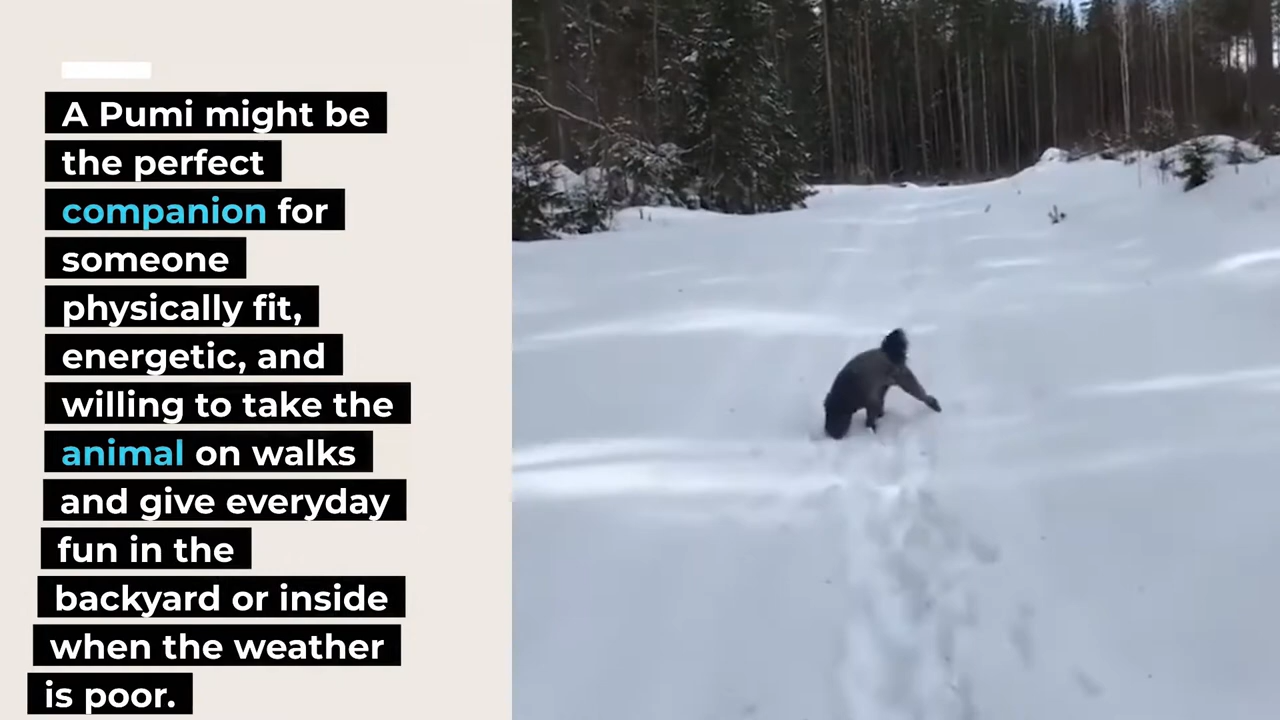 A Pumi might be
the perfect
companion for
someone
physically fit,
energetic, and
willing to take the
animal on walks
and give everyday
fun in the
backyard or inside
when the weather
is poor.